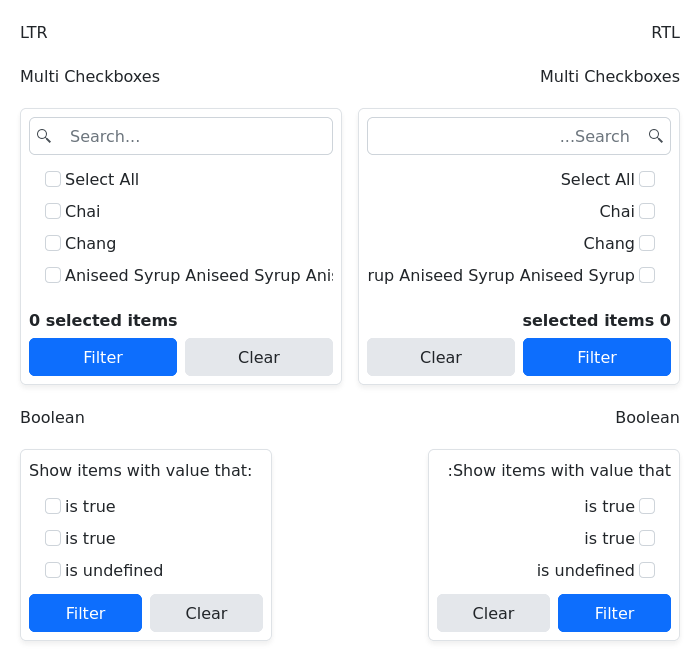 LTR
RTL
Multi Checkboxes
Multi Checkboxes
Search...
...Search
Select All
Chai
Chang
Aniseed Syrup Aniseed Syrup
0 selected items
Filter
Clear
Select All
Chai
Chang
Aniseed Syrup Aniseed Syrup
selected items 0
Clear
Filter
Boolean
Boolean
Show items with value that:
is true
is true
is undefined
Filter
Clear
:Show items with value that
is true
is true
is undefined
Clear
Filter